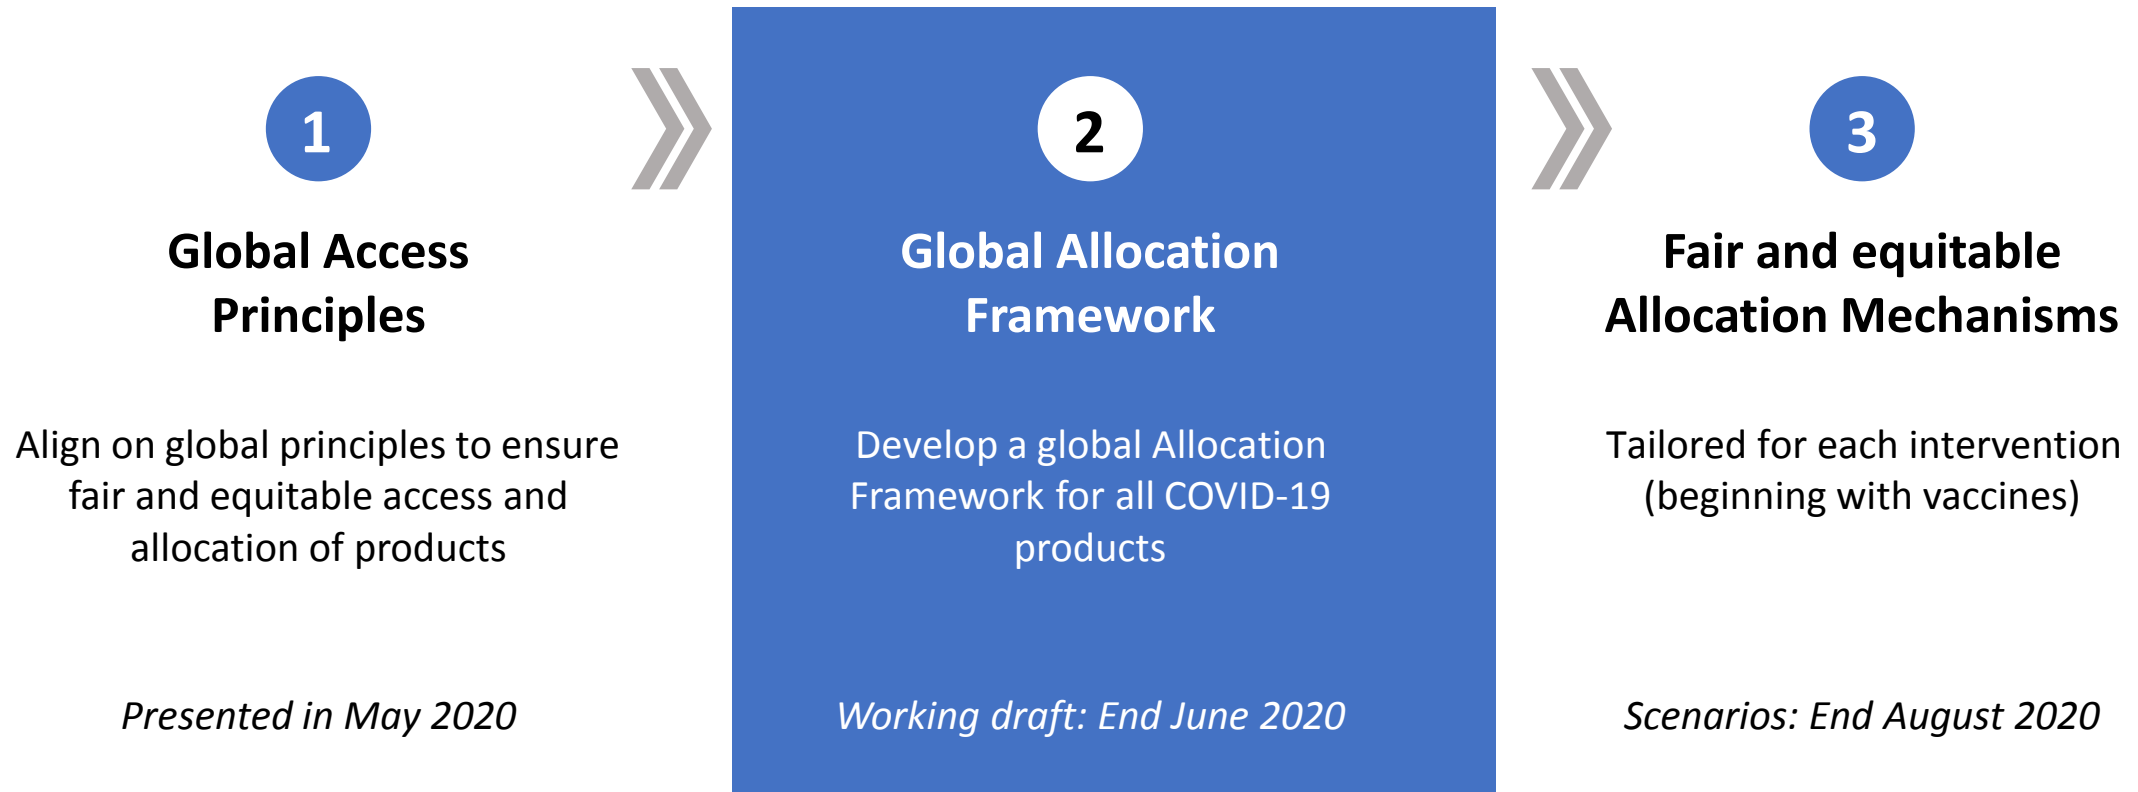 1
Global Access
Principles
Align on global principles to ensure
fair and equitable access and
allocation of products
Presented in May 2020
2
Global Allocation
Framework
Develop a global Allocation
Framework for all COVID-19
products
Working draft: End June 2020
3
Fair and equitable
Allocation Mechanisms
Tailored for each intervention
(beginning with vaccines)
Scenarios: End August 2020